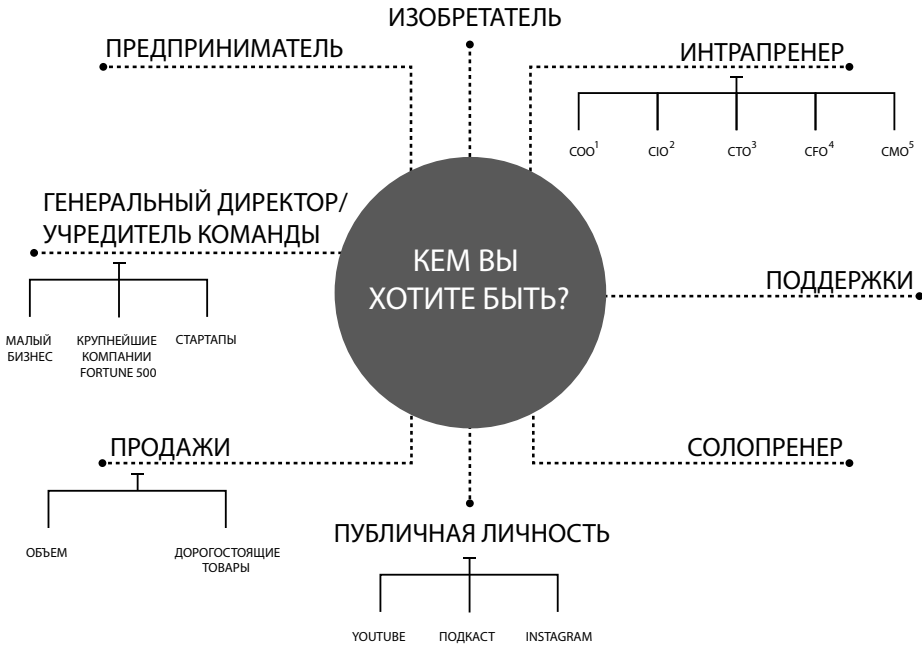 ИЗОБРЕТАТЕЛЬ
ПРЕДПРИНИМАТЕЛЬ
ИНТРАПРЕНЕР
COO¹
CIO²
CTO³
CFO⁴
CMO⁵
ГЕНЕРАЛЬНЫЙ ДИРЕКТОР/
УЧРЕДИТЕЛЬ КОМАНДЫ
МАЛЫЙ
БИЗНЕС
КРУПНЕЙШИЕ
КОМПАНИИ
FORTUNE 500
СТАРТАПЫ
КЕМ ВЫ
ХОТИТЕ БЫТЬ?
ПОДДЕРЖКИ
ПРОДАЖИ
ОБЪЕМ
ДОРОГОСТОЯЩИЕ
ТОВАРЫ
СОЛОПРЕНЕР
ПУБЛИЧНАЯ ЛИЧНОСТЬ
YOUTUBE
ПОДКАСТ
INSTAGRAM